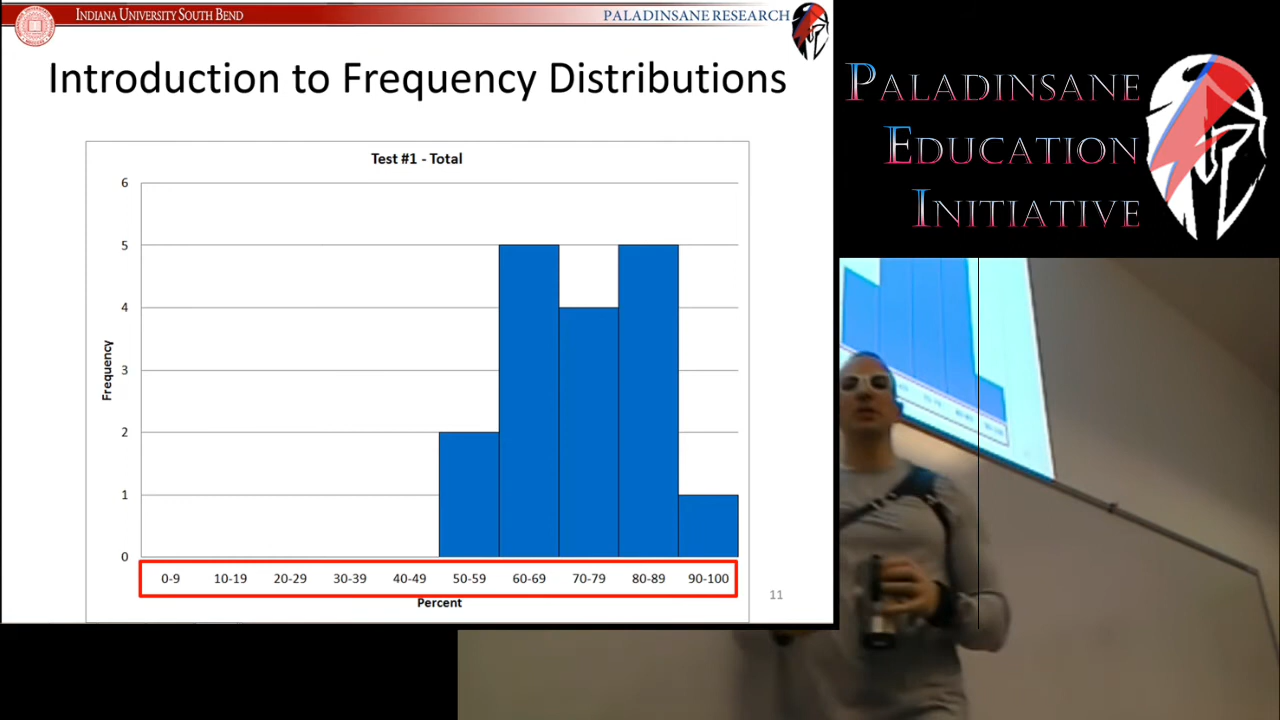 INDIANA UNIVERSITY SOUTH BEND
PALADINSANE RESEARCH
Introduction to Frequency Distributions
Test #1 - Total
6
5
4
3
2
1
0
Frequency
0-9 10-19 20-29 30-39 40-49 50-59 60-69 70-79 80-89 90-100
Percent
11
PALADINSANE
EDUCATION
INITIATIVE